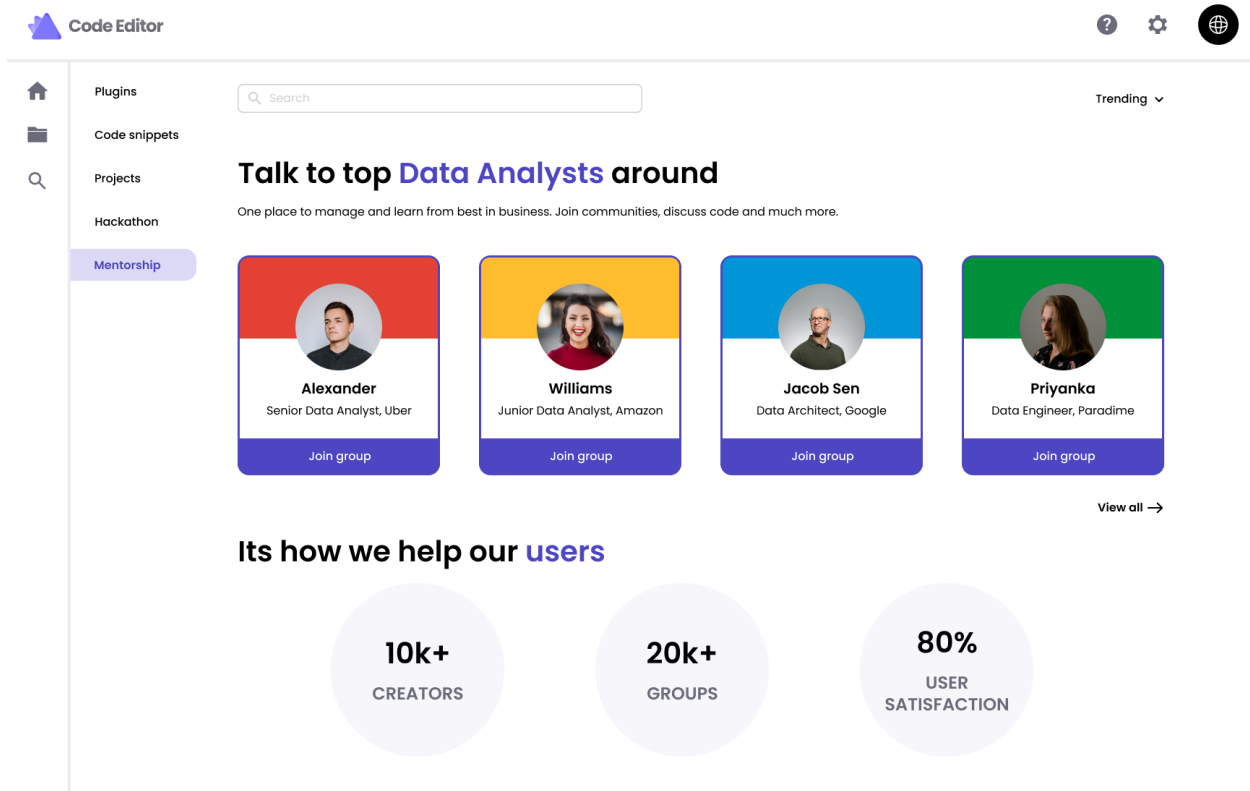 Code Editor
?
Plugins
Code snippets
Projects
Hackathon
Mentorship
Search
Trending
Talk to top Data Analysts around
One place to manage and learn from best in business. Join communities, discuss code and much more.
Alexander
Senior Data Analyst, Uber
Join group
Williams
Junior Data Analyst, Amazon
Join group
Jacob Sen
Data Architect, Google
Join group
Priyanka
Data Engineer, Paradime
Join group
View all
Its how we help our users
10k+
CREATORS
20k+
GROUPS
80%
USER
SATISFACTION